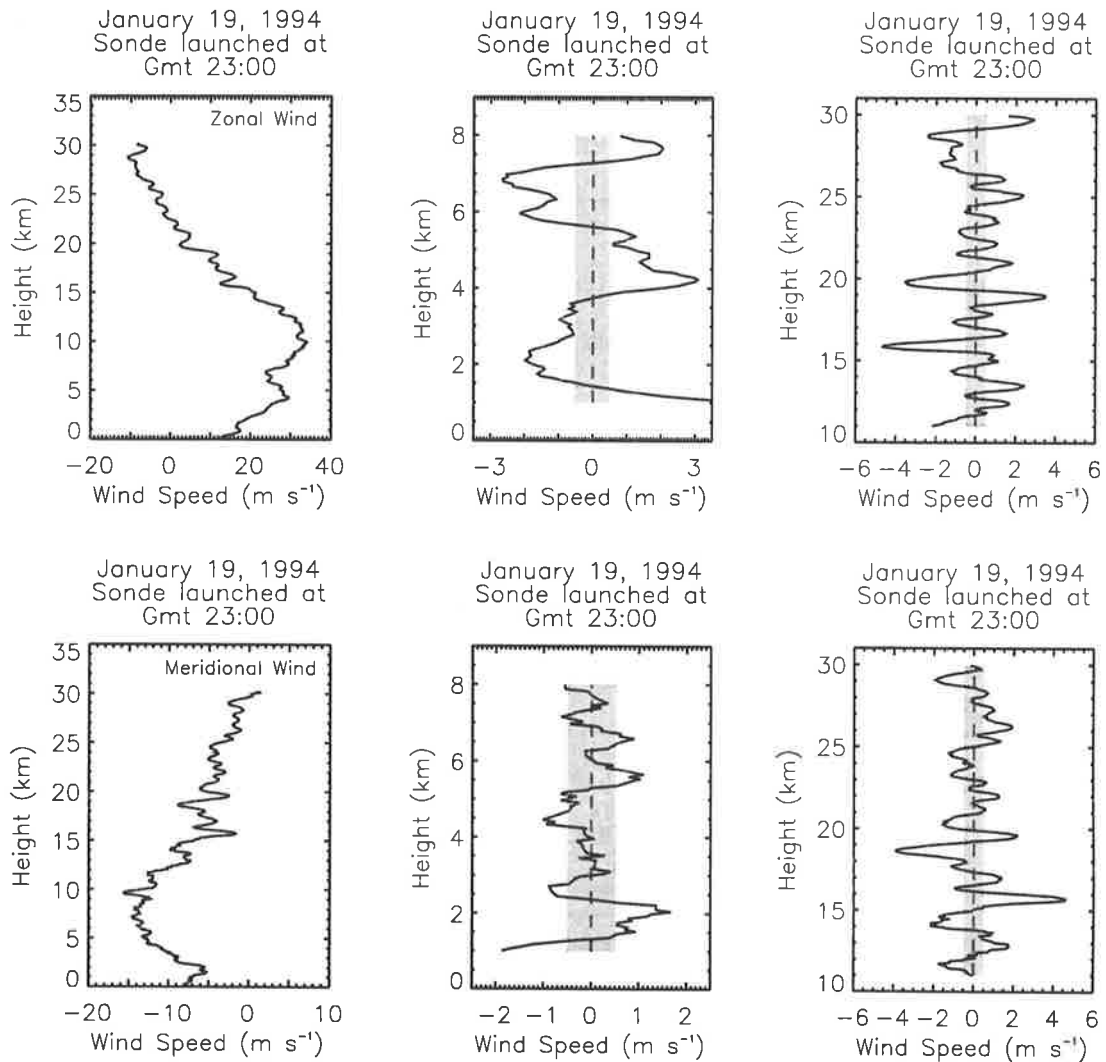 January 19, 1994
Sonde launched at
Gmt 23:00
Zonal Wind
Height (km)
35
30
25
20
15
10
5
0
−20 0 20 40
Wind Speed (m s⁻¹)
January 19, 1994
Sonde launched at
Gmt 23:00
Height (km)
8
6
4
2
0
−3 0 3
Wind Speed (m s⁻¹)
January 19, 1994
Sonde launched at
Gmt 23:00
Height (km)
30
25
20
15
10
−6 −4 −2 0 2 4 6
Wind Speed (m s⁻¹)
January 19, 1994
Sonde launched at
Gmt 23:00
Meridional Wind
Height (km)
35
30
25
20
15
10
5
0
−20 −10 0 10
Wind Speed (m s⁻¹)
January 19, 1994
Sonde launched at
Gmt 23:00
Height (km)
8
6
4
2
0
−2 −1 0 1 2
Wind Speed (m s⁻¹)
January 19, 1994
Sonde launched at
Gmt 23:00
Height (km)
30
25
20
15
10
−6 −4 −2 0 2 4 6
Wind Speed (m s⁻¹)